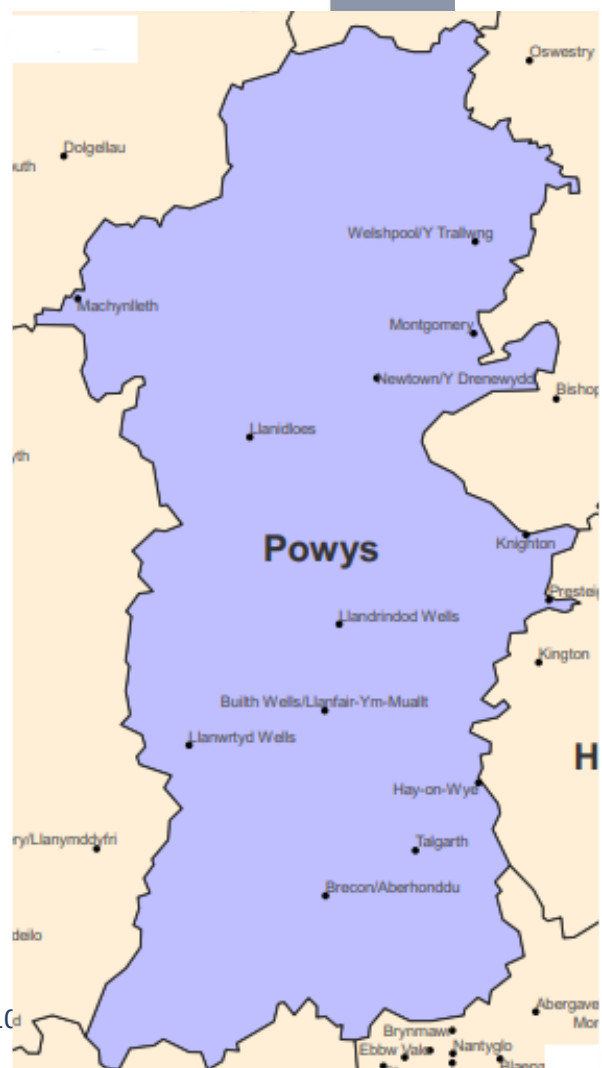 Oswestry
Dolgellau
uth
Welshpool/Y Trallwng
Machynlleth
Montgomery
Newtown/Y Drenewydd
Bishop
Llanidloes
yth
Powys
Knighton
Presteig
Llandrindod Wells
Kington
Builth Wells/Llanfair-Ym-Muallt
Llanwrtyd Wells
H
Hay-on-Wye
ry/Llanymddyfri
Talgarth
Brecon/Aberhonddu
deilo
Abergave
d
Mor
Brynmawr
Ebbw Vale
Nantyglo